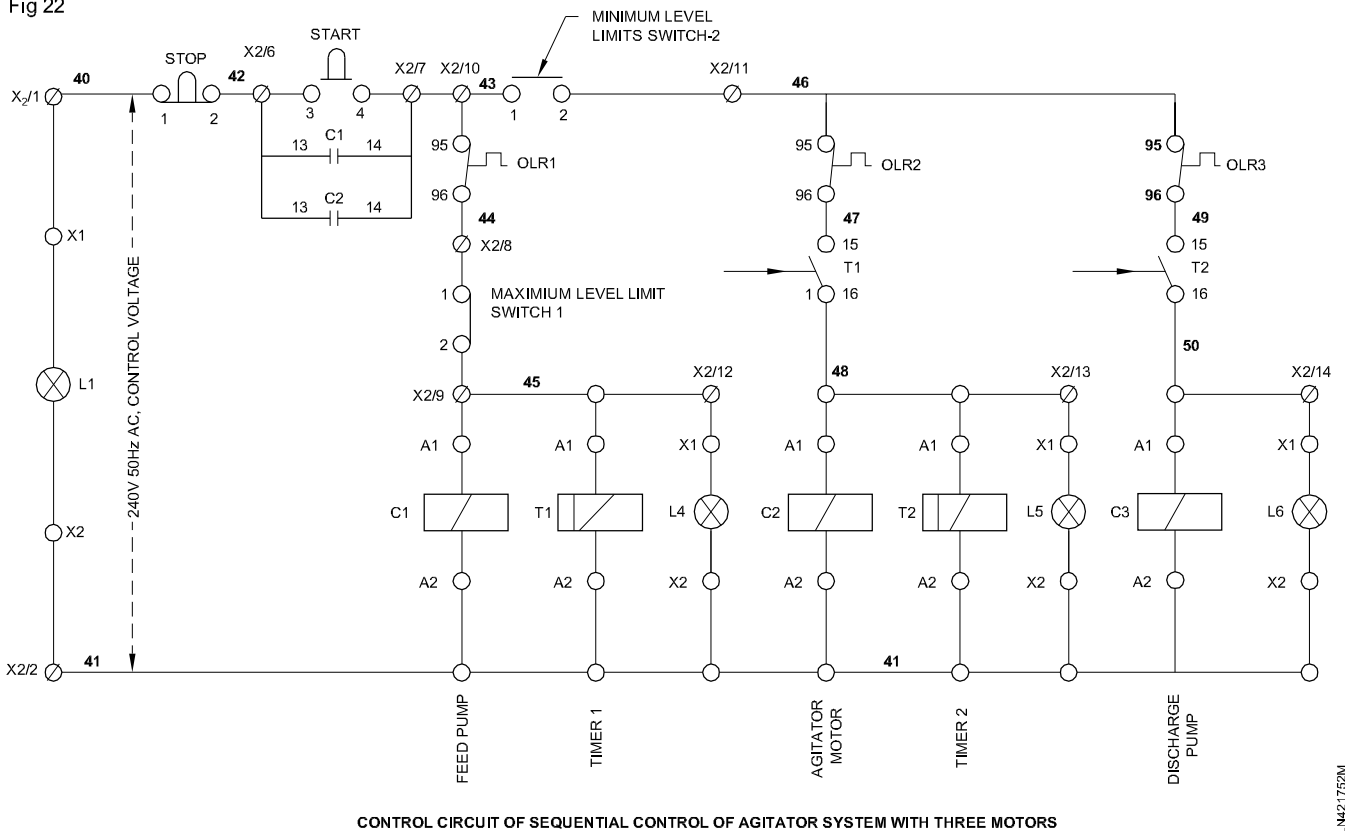 Fig 22
MINIMUM LEVEL
LIMITS SWITCH-2
START
STOP
X2/6
X2/7
X2/10
43
X2/11
46
40
42
X2/1
1
2
3
4
1
2
13
C1
14
13
C2
14
95
OLR1
96
44
X2/8
95
OLR2
96
47
95
OLR3
96
49
15
T1
1
16
15
T2
16
X1
240V 50Hz AC, CONTROL VOLTAGE
1
MAXIMIUM LEVEL LIMIT
SWITCH 1
2
50
L1
X2/9
45
X2/12
48
X2/13
X2/14
A1
A1
X1
A1
A1
X1
A1
X1
C1
T1
L4
C2
T2
L5
C3
L6
X2
A2
A2
X2
A2
A2
X2
A2
X2
X2/2
41
41
FEED PUMP
TIMER 1
AGITATOR
MOTOR
TIMER 2
DISCHARGE
PUMP
CONTROL CIRCUIT OF SEQUENTIAL CONTROL OF AGITATOR SYSTEM WITH THREE MOTORS